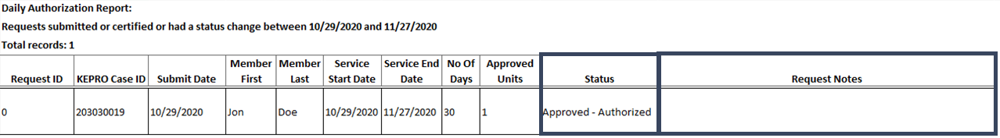 Daily Authorization Report:
Requests submitted or certified or had a status change between 10/29/2020 and 11/27/2020
Total records: 1
Request ID KEPRO Case ID Submit Date Member First Member Last Service Start Date Service End Date No Of Days Approved Units Status Request Notes
0 203030019 10/29/2020 Jon Doe 10/29/2020 11/27/2020 30 1 Approved - Authorized